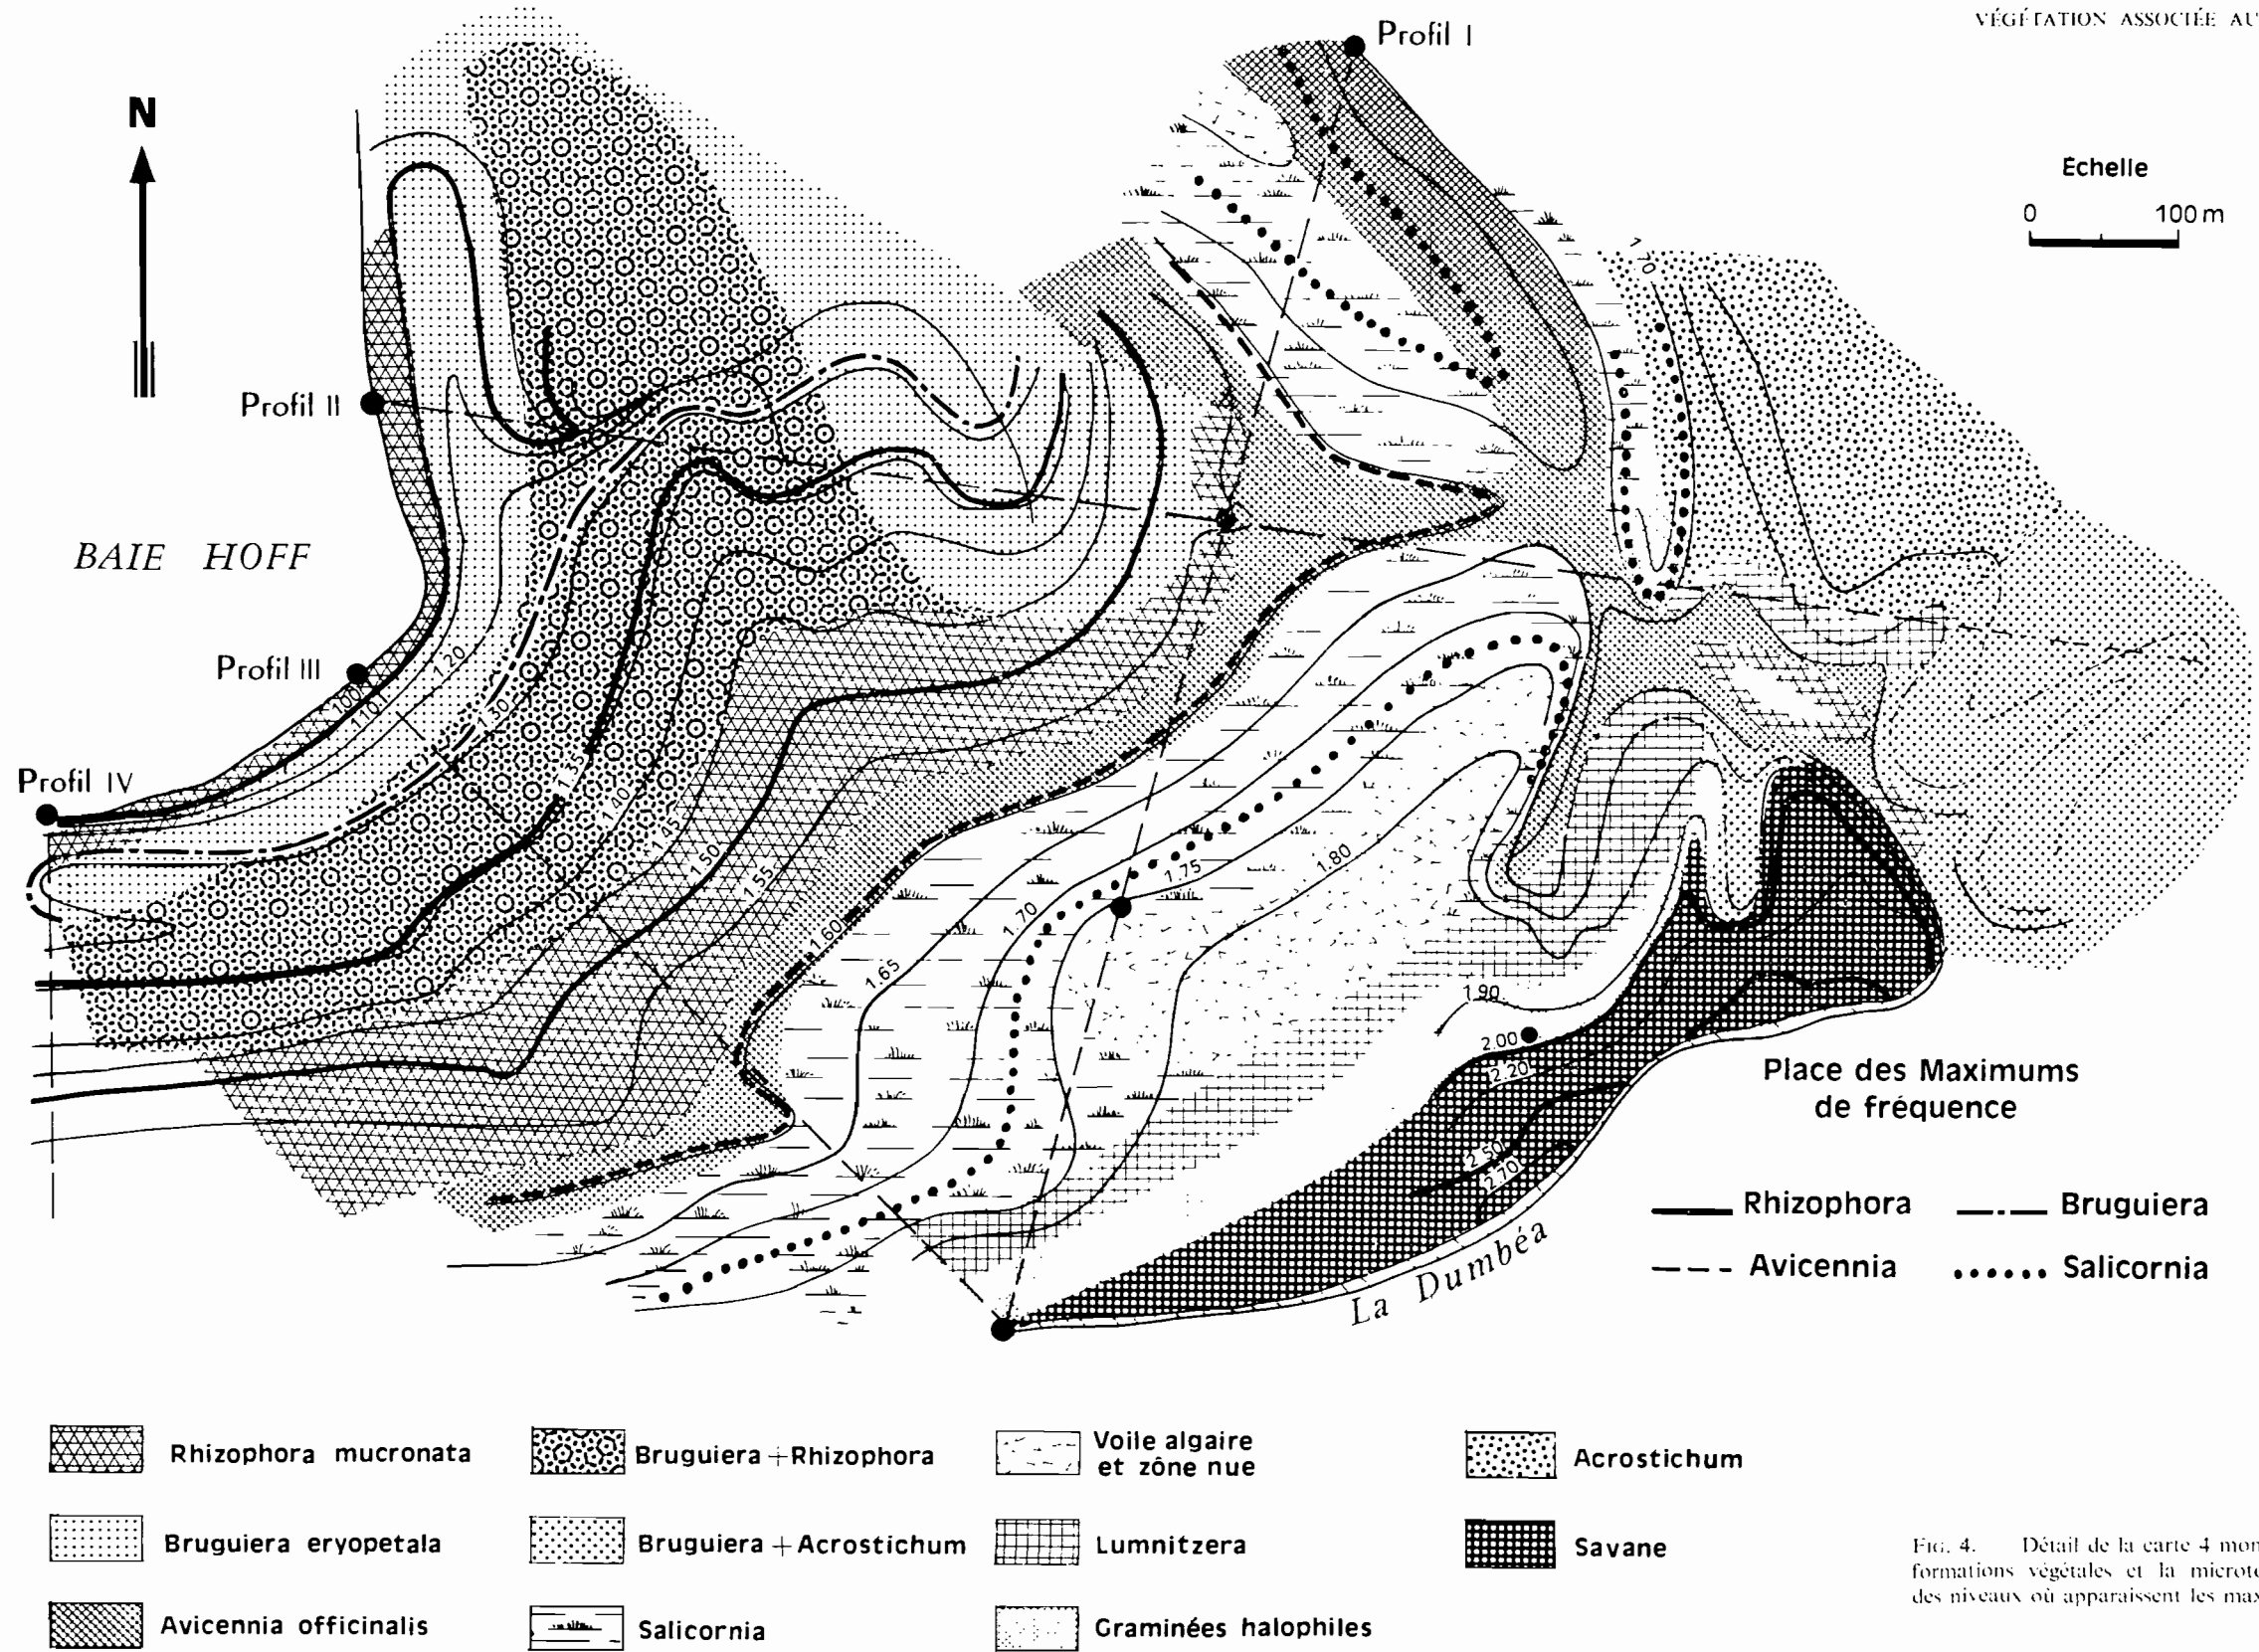 VÉGÉTATION ASSOCIÉE AU
Profil I
N
Echelle
0 100 m
1,70
Profil II
BAIE HOFF
Profil III
1.00
1.10
1.20
1.30
1.35
1.40
1.45
1.50
1.55
1.60
1.65
1.70
1.75
1.80
1.90
2.00
2.20
2.50
2.70
Profil IV
La Dumbéa
Place des Maximums
de fréquence
Rhizophora Bruguiera
Avicennia Salicornia
Rhizophora mucronata
Bruguiera + Rhizophora
Voile algaire
et zône nue
Acrostichum
Bruguiera eryopetala
Bruguiera + Acrostichum
Lumnitzera
Savane
Avicennia officinalis
Salicornia
Graminées halophiles
FIG. 4. Détail de la carte 4 mon
formations végétales et la microto
des niveaux où apparaissent les max